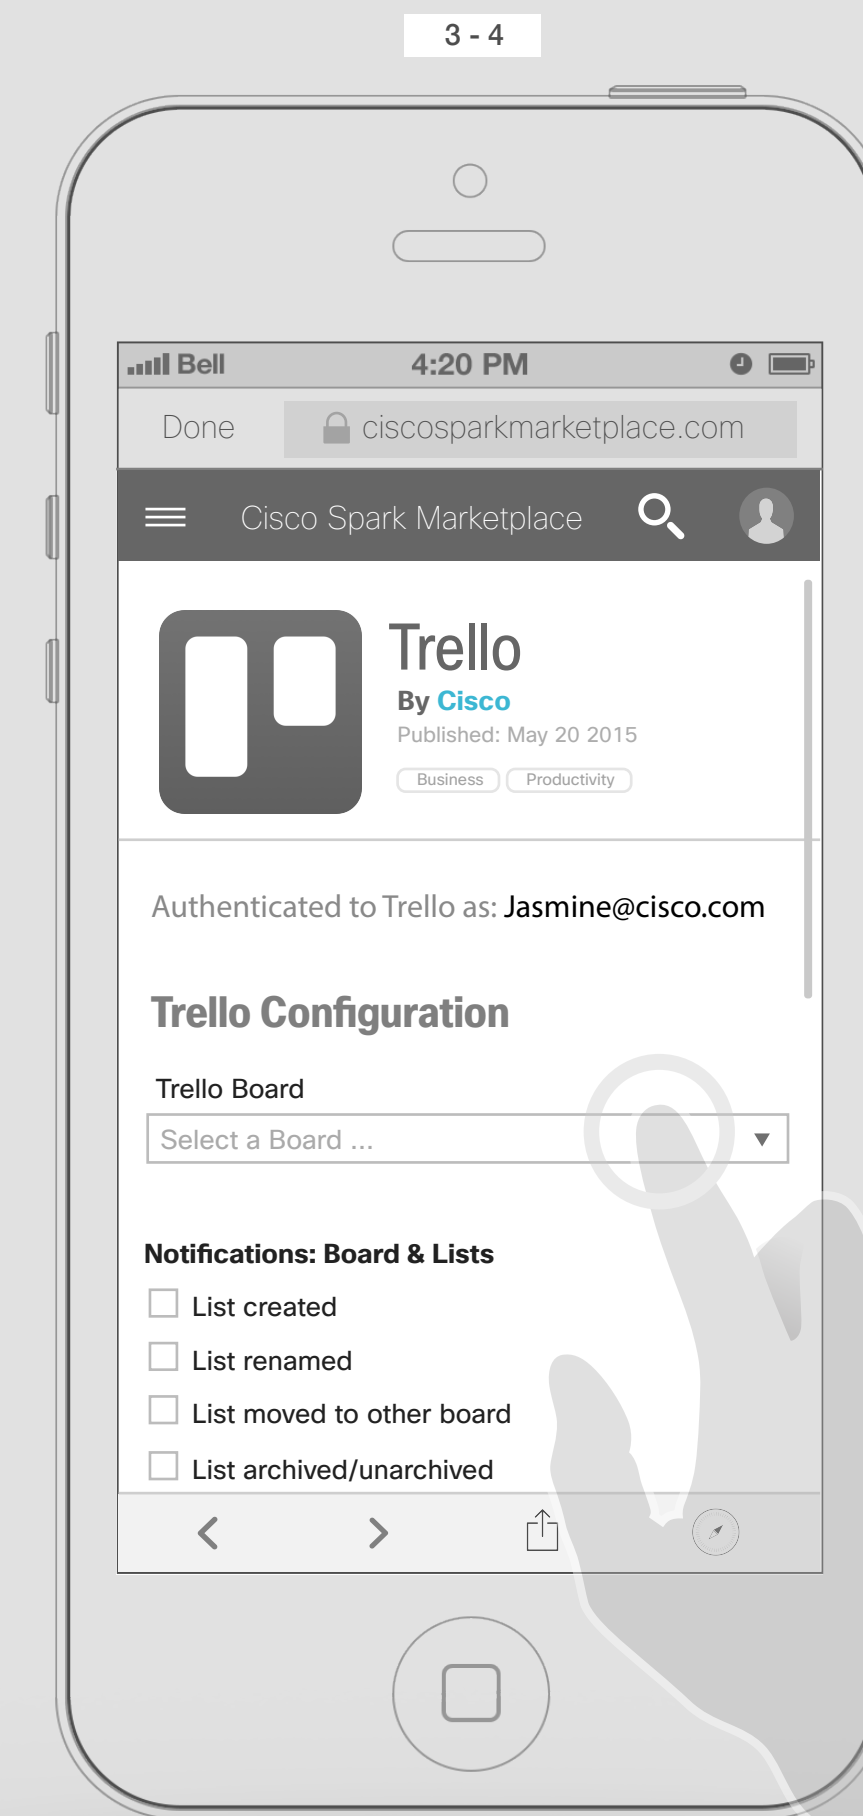 3 - 4
Bell 4:20 PM
Done ciscosparkmarketplace.com
Cisco Spark Marketplace
Trello
By Cisco
Published: May 20 2015
Business Productivity
Authenticated to Trello as: Jasmine@cisco.com
Trello Configuration
Trello Board
Select a Board ...
Notifications: Board & Lists
List created
List renamed
List moved to other board
List archived/unarchived